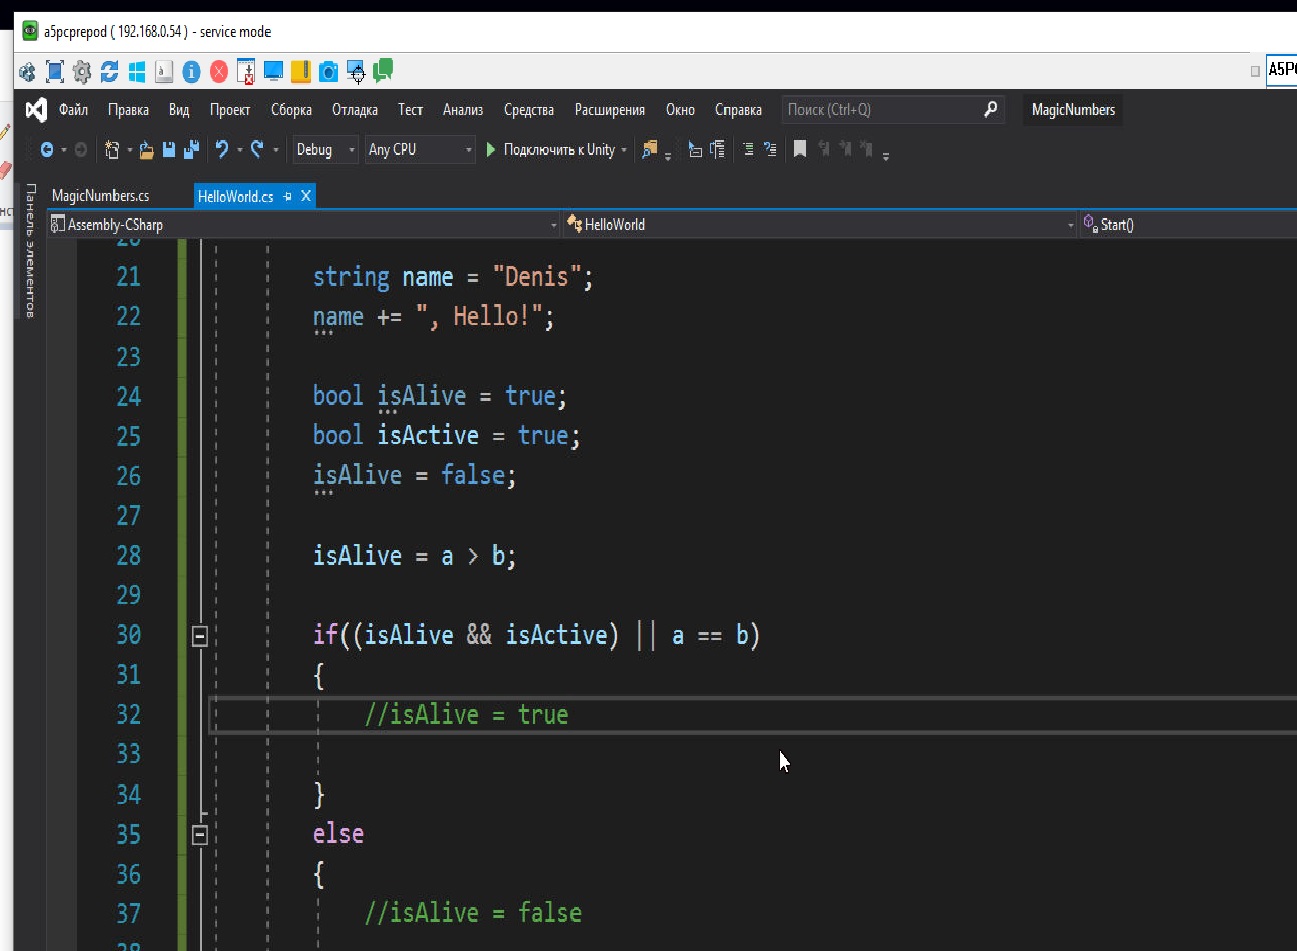 a5pcprepod ( 192.168.0.54 ) - service mode
Файл Правка Вид Проект Сборка Отладка Тест Анализ Средства Расширения Окно Справка Поиск (Ctrl+Q) MagicNumbers
Debug Any CPU Подключить к Unity
Панель элементов
MagicNumbers.cs HelloWorld.cs
Assembly-CSharp HelloWorld Start()
21 string name = "Denis";
22 name += ", Hello!";
23
24 bool isAlive = true;
25 bool isActive = true;
26 isAlive = false;
27
28 isAlive = a > b;
29
30 if((isAlive && isActive) || a == b)
31 {
32 //isAlive = true
33
34 }
35 else
36 {
37 //isAlive = false